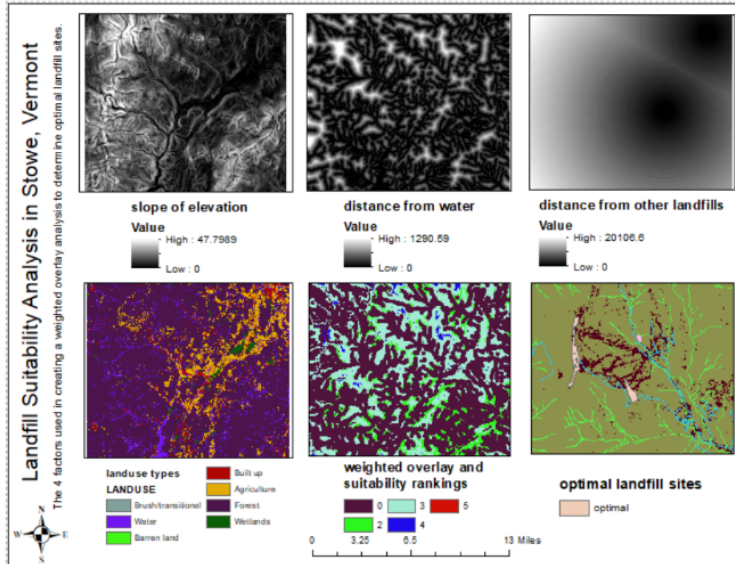 Landfill Suitability Analysis in Stowe, Vermont
The 4 factors used in creating a weighted overlay analysis to determine optimal landfill sites.
slope of elevation
Value
High : 47.7989
Low : 0
distance from water
Value
High : 1290.59
Low : 0
distance from other landfills
Value
High : 20106.6
Low : 0
landuse types
LANDUSE
Brush/transitional
Water
Barren land
Built up
Agriculture
Forest
Wetlands
weighted overlay and
suitability rankings
0 3 5
2 4
optimal landfill sites
optimal
0 3.25 6.5 13 Miles
N
W E
S